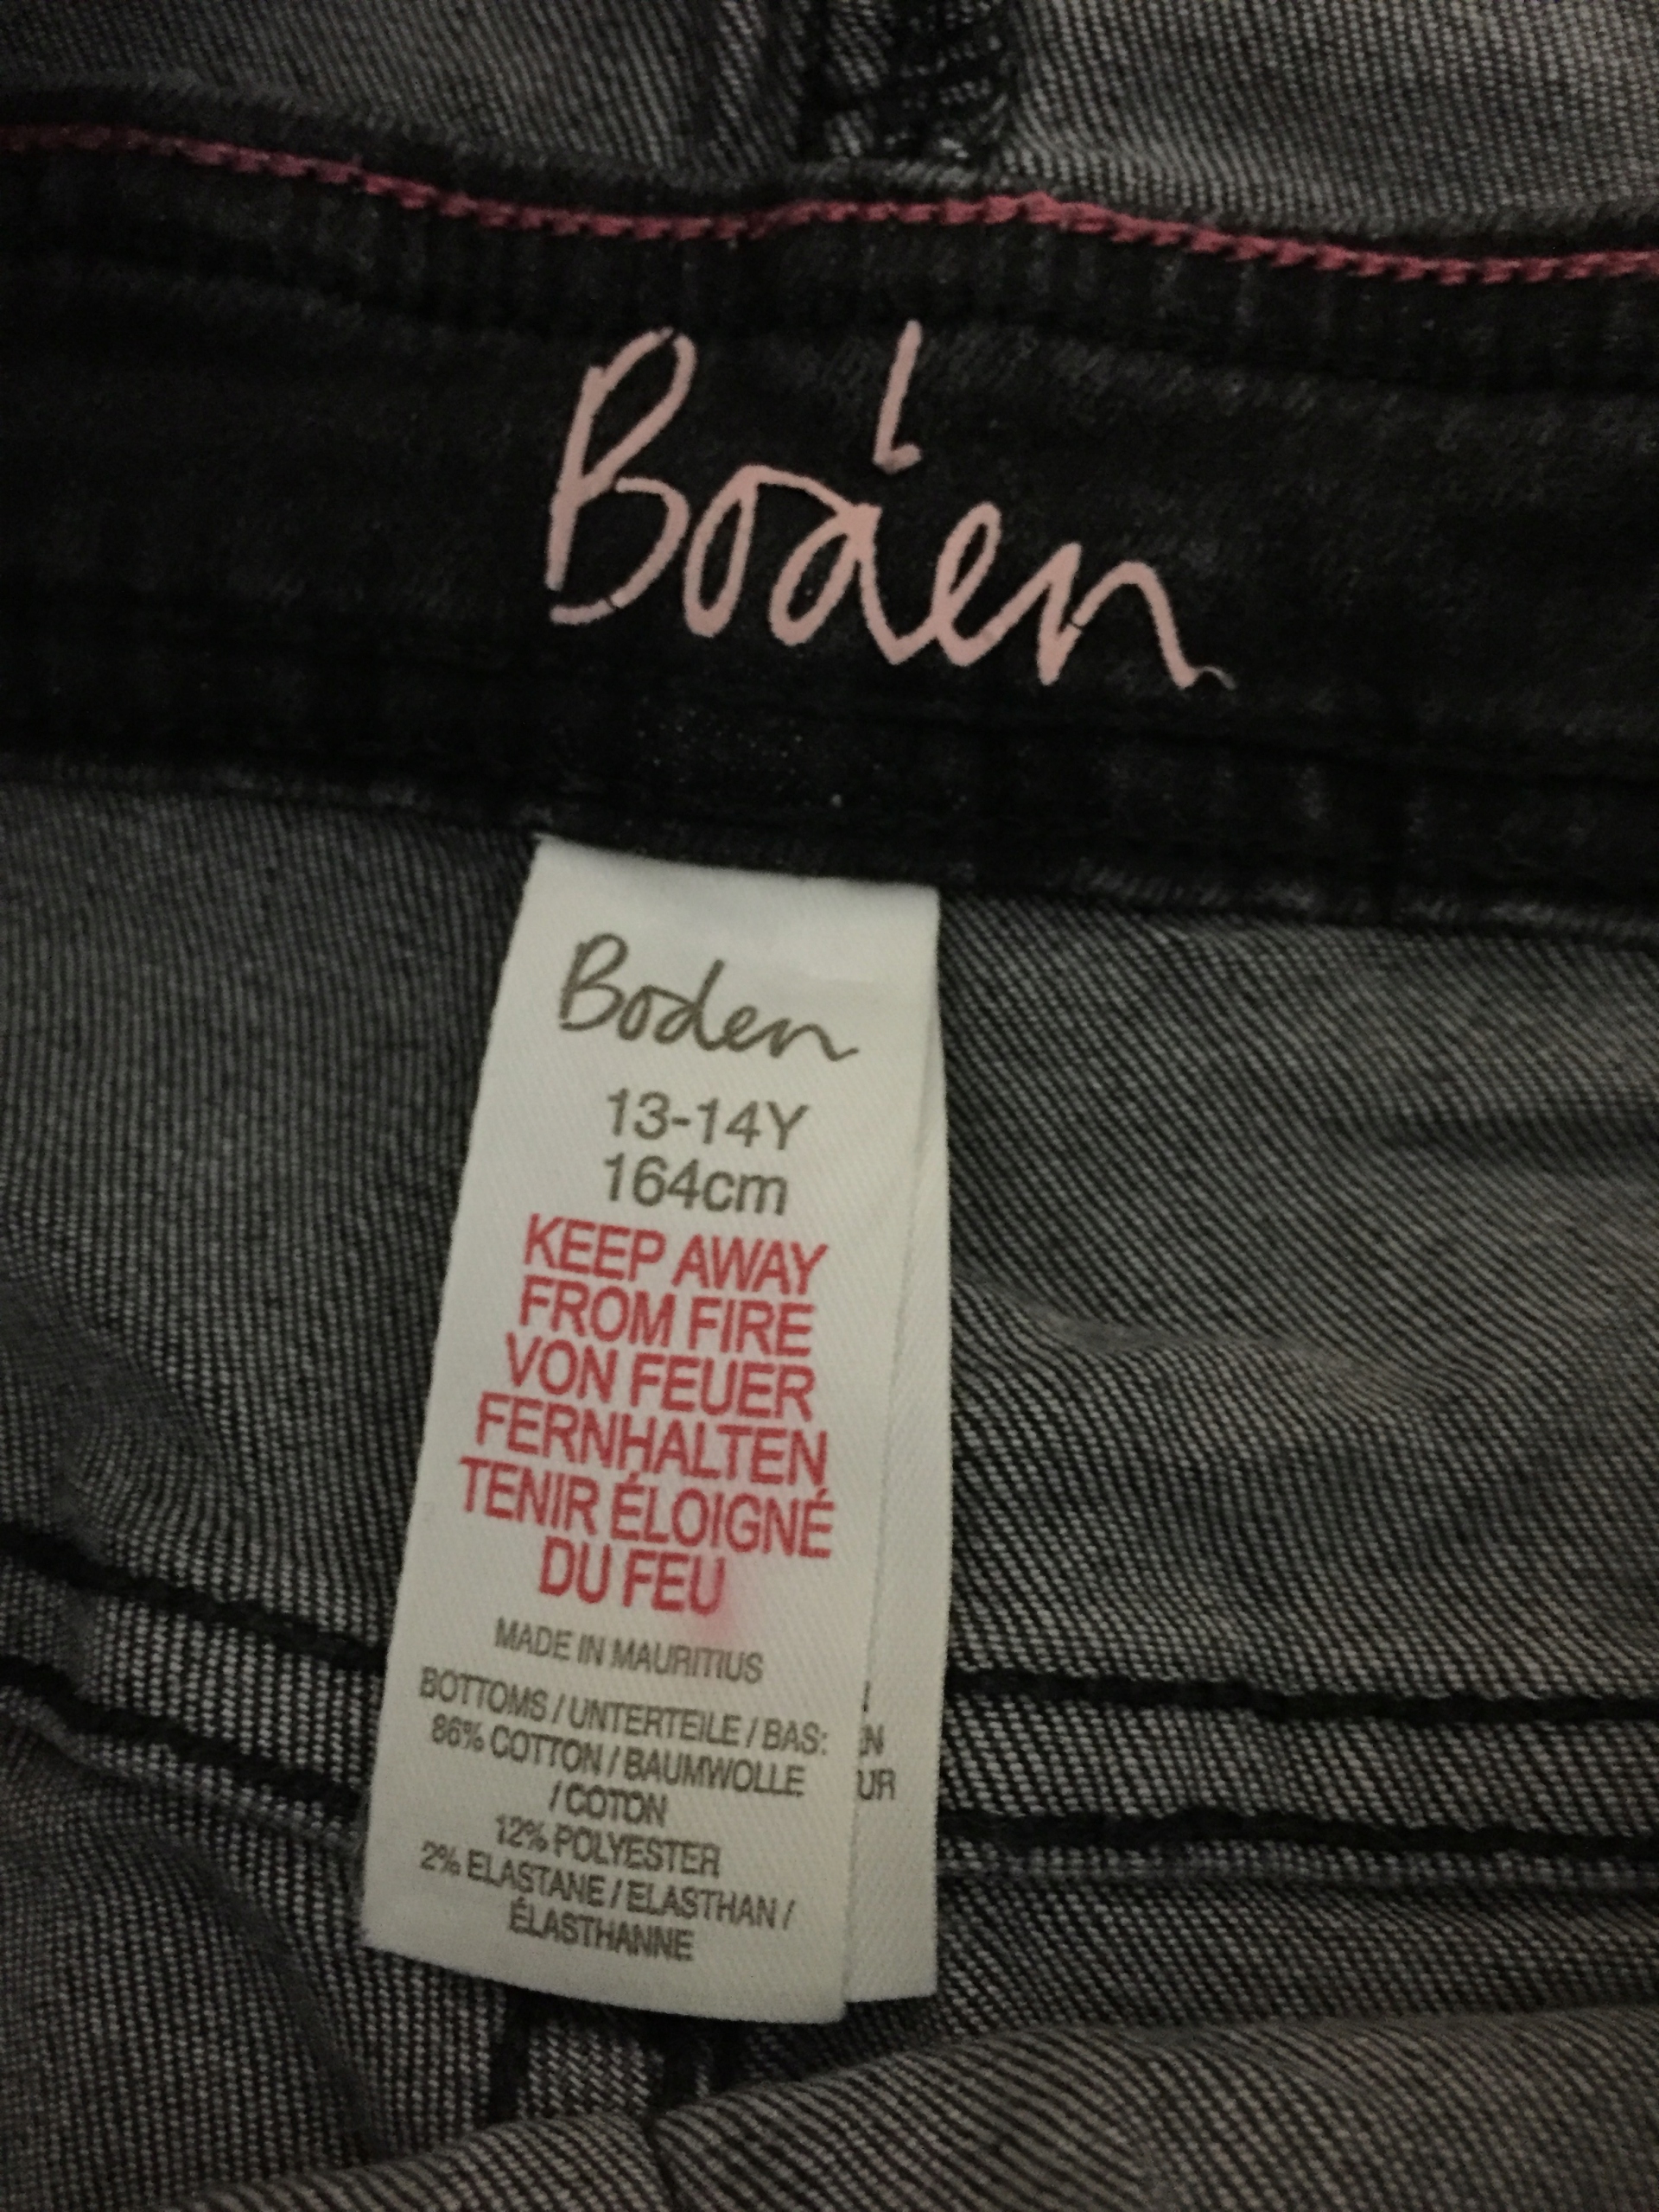 Boden
Boden
13-14Y
164cm
KEEP AWAY
FROM FIRE
VON FEUER
FERNHALTEN
TENIR ÉLOIGNÉ
DU FEU
MADE IN MAURITIUS
BOTTOMS / UNTERTEILE / BAS:
86% COTTON / BAUMWOLLE
/ COTON
12% POLYESTER
2% ELASTANE / ELASTHAN /
ÉLASTHANNE